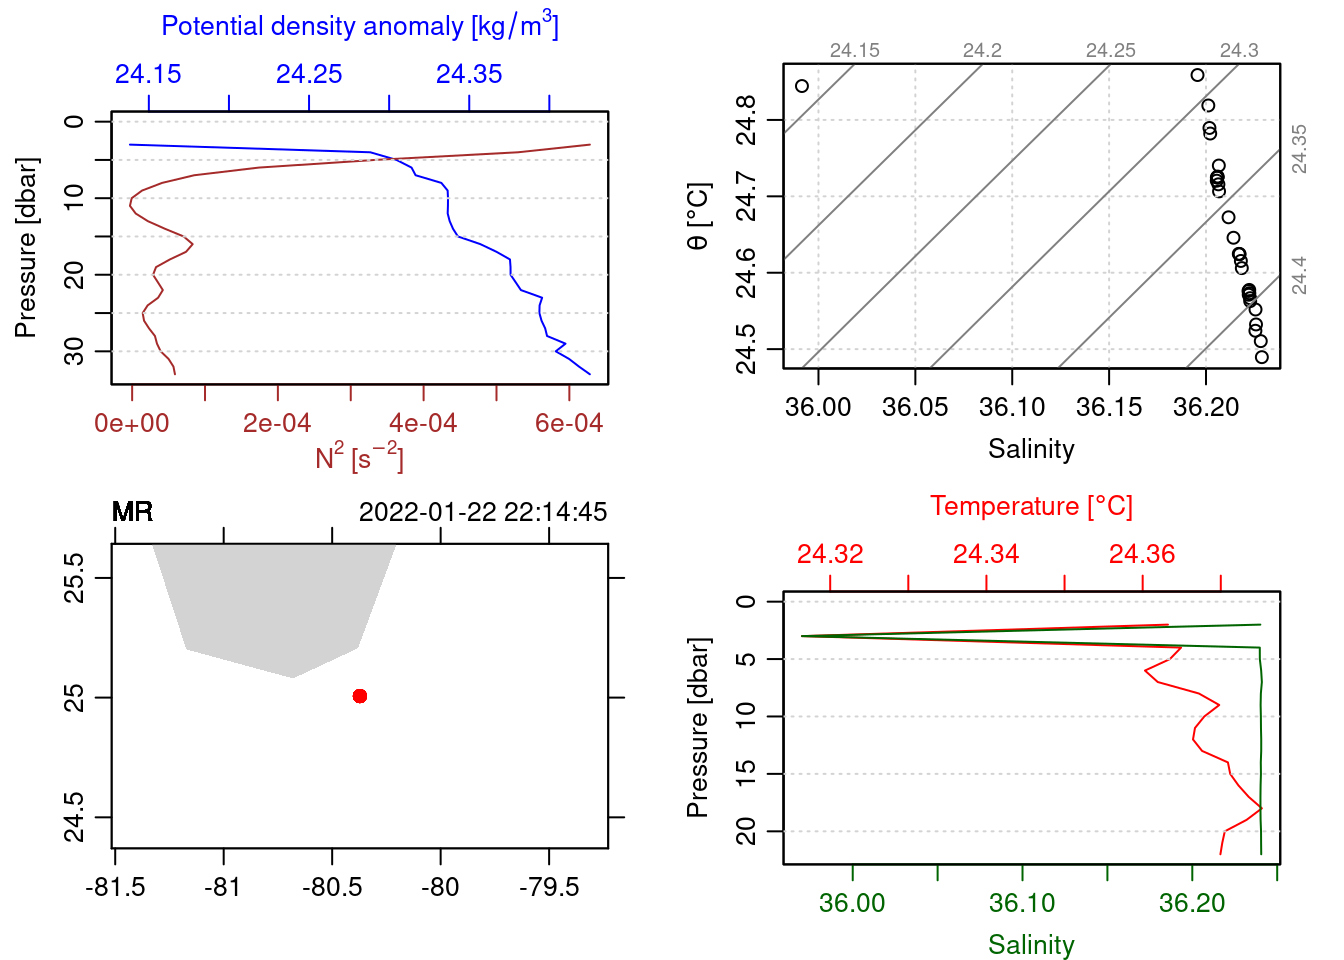 Potential density anomaly [kg/m³]
24.15 24.25 24.35
Pressure [dbar]
0 10 20 30
0e+00 2e-04 4e-04 6e-04
N² [s⁻²]
24.15 24.2 24.25 24.3
24.35
24.4
θ [°C]
24.8 24.7 24.6 24.5
36.00 36.05 36.10 36.15 36.20
Salinity
MR 2022-01-22 22:14:45
25.5 25 24.5
-81.5 -81 -80.5 -80 -79.5
Temperature [°C]
24.32 24.34 24.36
Pressure [dbar]
0 5 10 15 20
36.00 36.10 36.20
Salinity